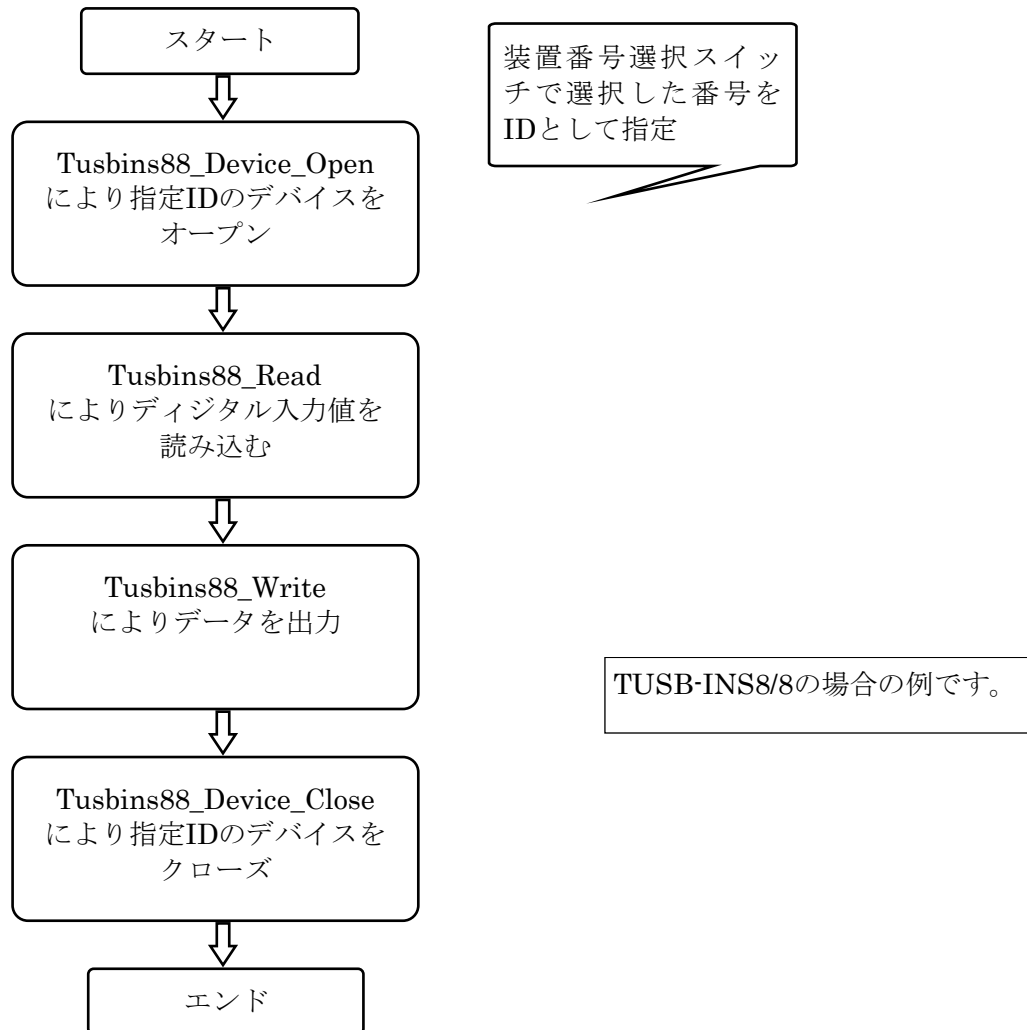 スタート
装置番号選択スイッ
チで選択した番号を
IDとして指定
Tusbins88_Device_Open
により指定IDのデバイスを
オープン
Tusbins88_Read
によりディジタル入力値を
読み込む
Tusbins88_Write
によりデータを出力
TUSB-INS8/8の場合の例です。
Tusbins88_Device_Close
により指定IDのデバイスを
クローズ
エンド